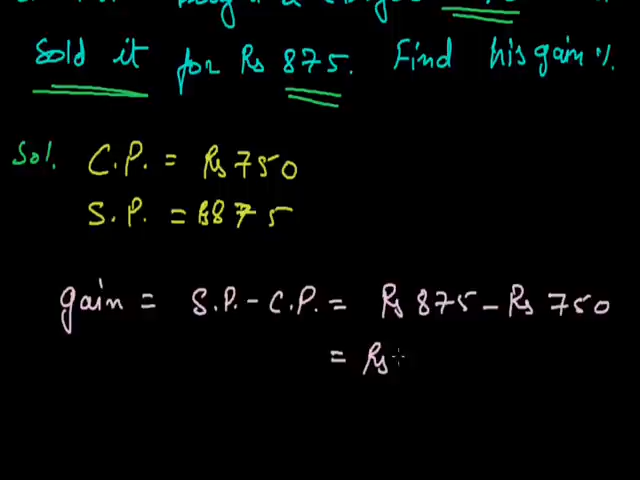 Sold it for Rs 875. Find his gain %.
Sol. C.P. = Rs 750
S.P. = Rs 875
gain = S.P. - C.P. = Rs 875 - Rs 750
= Rs